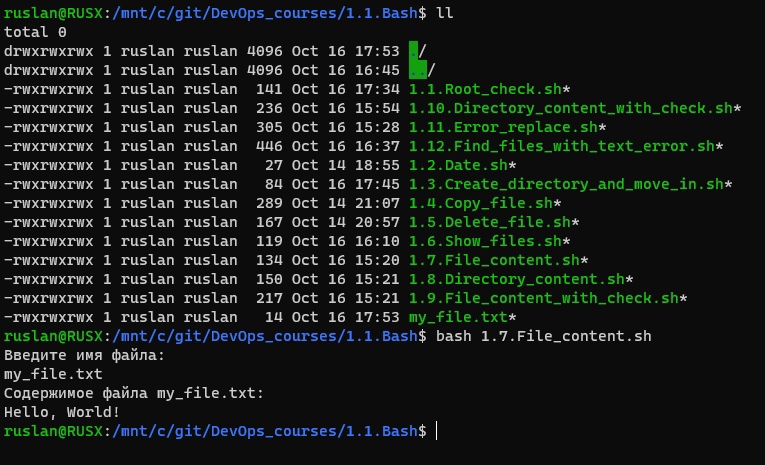 ruslan@RUSX:/mnt/c/git/DevOps_courses/1.1.Bash$ ll
total 0
drwxrwxrwx 1 ruslan ruslan 4096 Oct 16 17:53 ./
drwxrwxrwx 1 ruslan ruslan 4096 Oct 16 16:45 ../
-rwxrwxrwx 1 ruslan ruslan  141 Oct 16 17:34 1.1.Root_check.sh*
-rwxrwxrwx 1 ruslan ruslan  236 Oct 16 15:54 1.10.Directory_content_with_check.sh*
-rwxrwxrwx 1 ruslan ruslan  305 Oct 16 15:28 1.11.Error_replace.sh*
-rwxrwxrwx 1 ruslan ruslan  446 Oct 16 16:37 1.12.Find_files_with_text_error.sh*
-rwxrwxrwx 1 ruslan ruslan   27 Oct 14 18:55 1.2.Date.sh*
-rwxrwxrwx 1 ruslan ruslan   84 Oct 16 17:45 1.3.Create_directory_and_move_in.sh*
-rwxrwxrwx 1 ruslan ruslan  289 Oct 14 21:07 1.4.Copy_file.sh*
-rwxrwxrwx 1 ruslan ruslan  167 Oct 14 20:57 1.5.Delete_file.sh*
-rwxrwxrwx 1 ruslan ruslan  119 Oct 16 16:10 1.6.Show_files.sh*
-rwxrwxrwx 1 ruslan ruslan  134 Oct 16 15:20 1.7.File_content.sh*
-rwxrwxrwx 1 ruslan ruslan  150 Oct 16 15:21 1.8.Directory_content.sh*
-rwxrwxrwx 1 ruslan ruslan  217 Oct 16 15:21 1.9.File_content_with_check.sh*
-rwxrwxrwx 1 ruslan ruslan   14 Oct 16 17:53 my_file.txt*
ruslan@RUSX:/mnt/c/git/DevOps_courses/1.1.Bash$ bash 1.7.File_content.sh
Введите имя файла:
my_file.txt
Содержимое файла my_file.txt:
Hello, World!
ruslan@RUSX:/mnt/c/git/DevOps_courses/1.1.Bash$